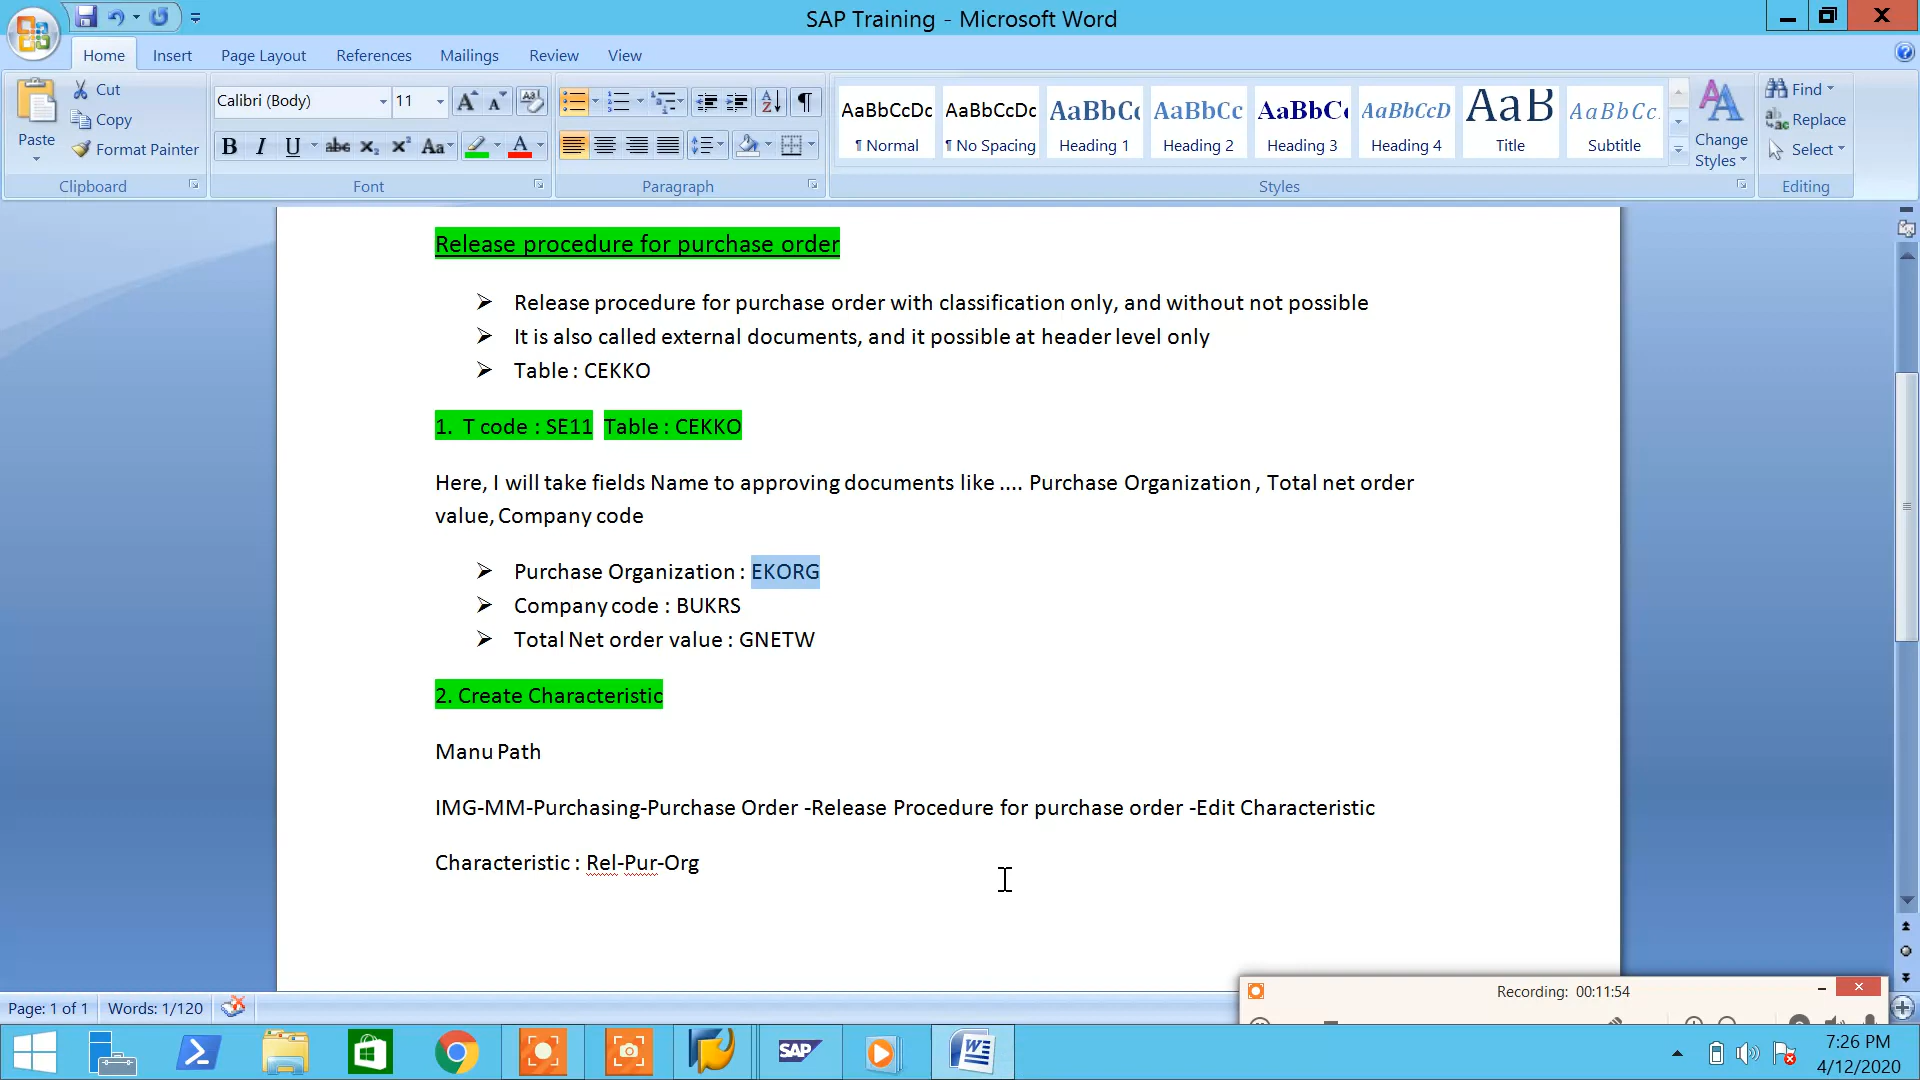 SAP Training - Microsoft Word
Home Insert Page Layout References Mailings Review View
Paste
Cut
Copy
Format Painter
Clipboard
Calibri (Body) 11
Font
Paragraph
AaBbCcDc AaBbCcDc AaBbC AaBbCc AaBbC AaBbCcD AaB AaBbCc.
¶ Normal ¶ No Spacing Heading 1 Heading 2 Heading 3 Heading 4 Title Subtitle
Change
Styles
Styles
Find
Replace
Select
Editing
Release procedure for purchase order
➢ Release procedure for purchase order with classification only, and without not possible
➢ It is also called external documents, and it possible at header level only
➢ Table : CEKKO
1. T code : SE11 Table : CEKKO
Here, I will take fields Name to approving documents like .... Purchase Organization , Total net order
value, Company code
➢ Purchase Organization : EKORG
➢ Company code : BUKRS
➢ Total Net order value : GNETW
2. Create Characteristic
Manu Path
IMG-MM-Purchasing-Purchase Order -Release Procedure for purchase order -Edit Characteristic
Characteristic : Rel-Pur-Org
Recording: 00:11:54
Page: 1 of 1 Words: 1/120
SAP
7:26 PM
4/12/2020